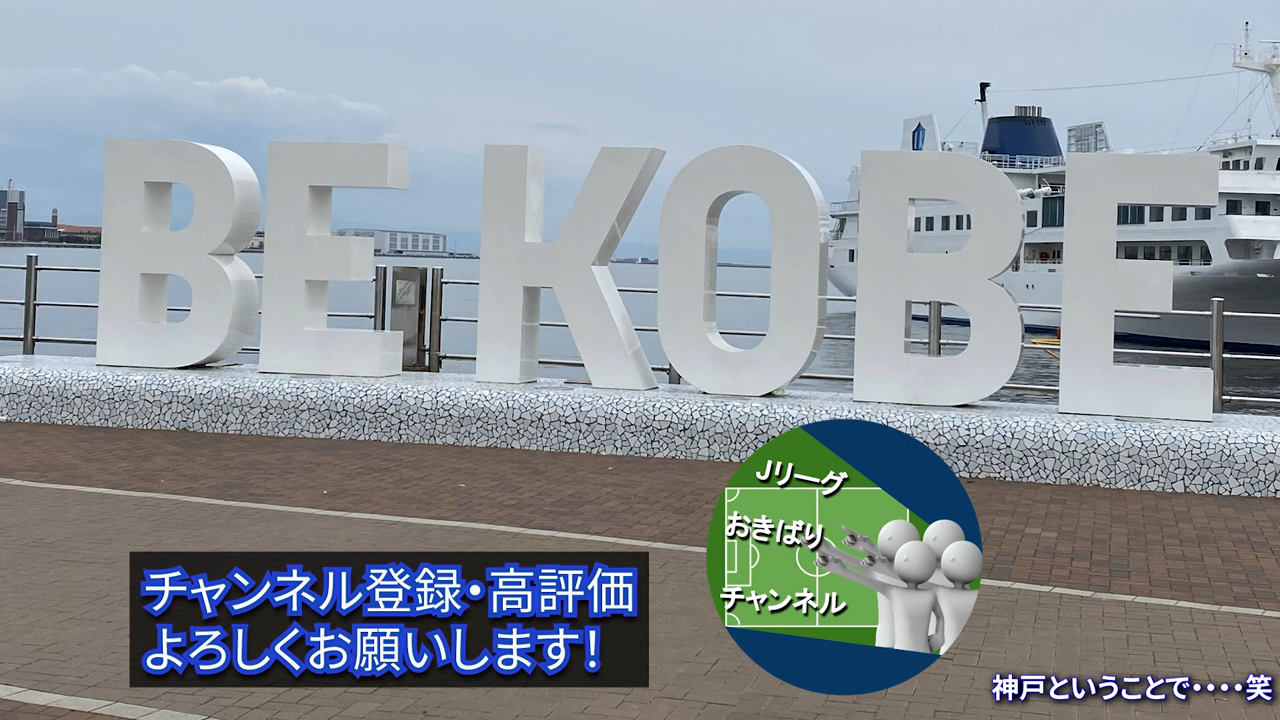 BE KOBE
Jリーグ
おきばり
チャンネル
チャンネル登録・高評価
よろしくお願いします！
神戸ということで・・・・笑